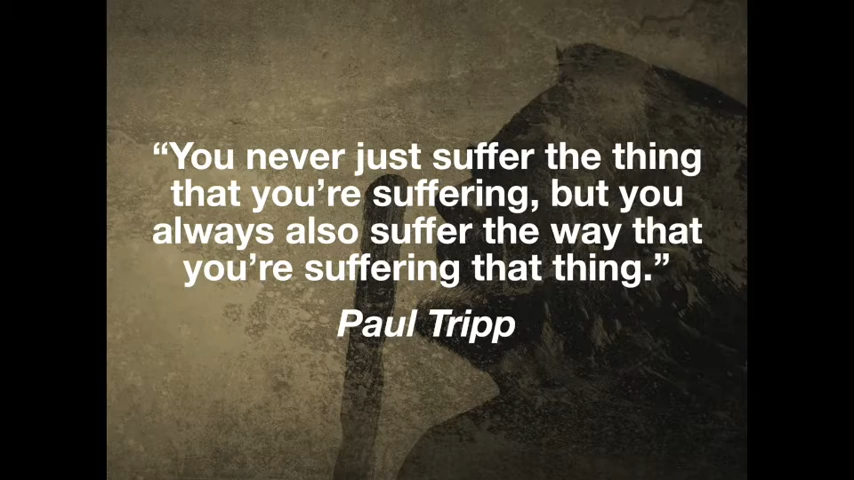 “You never just suffer the thing
that you’re suffering, but you
always also suffer the way that
you’re suffering that thing.”
Paul Tripp